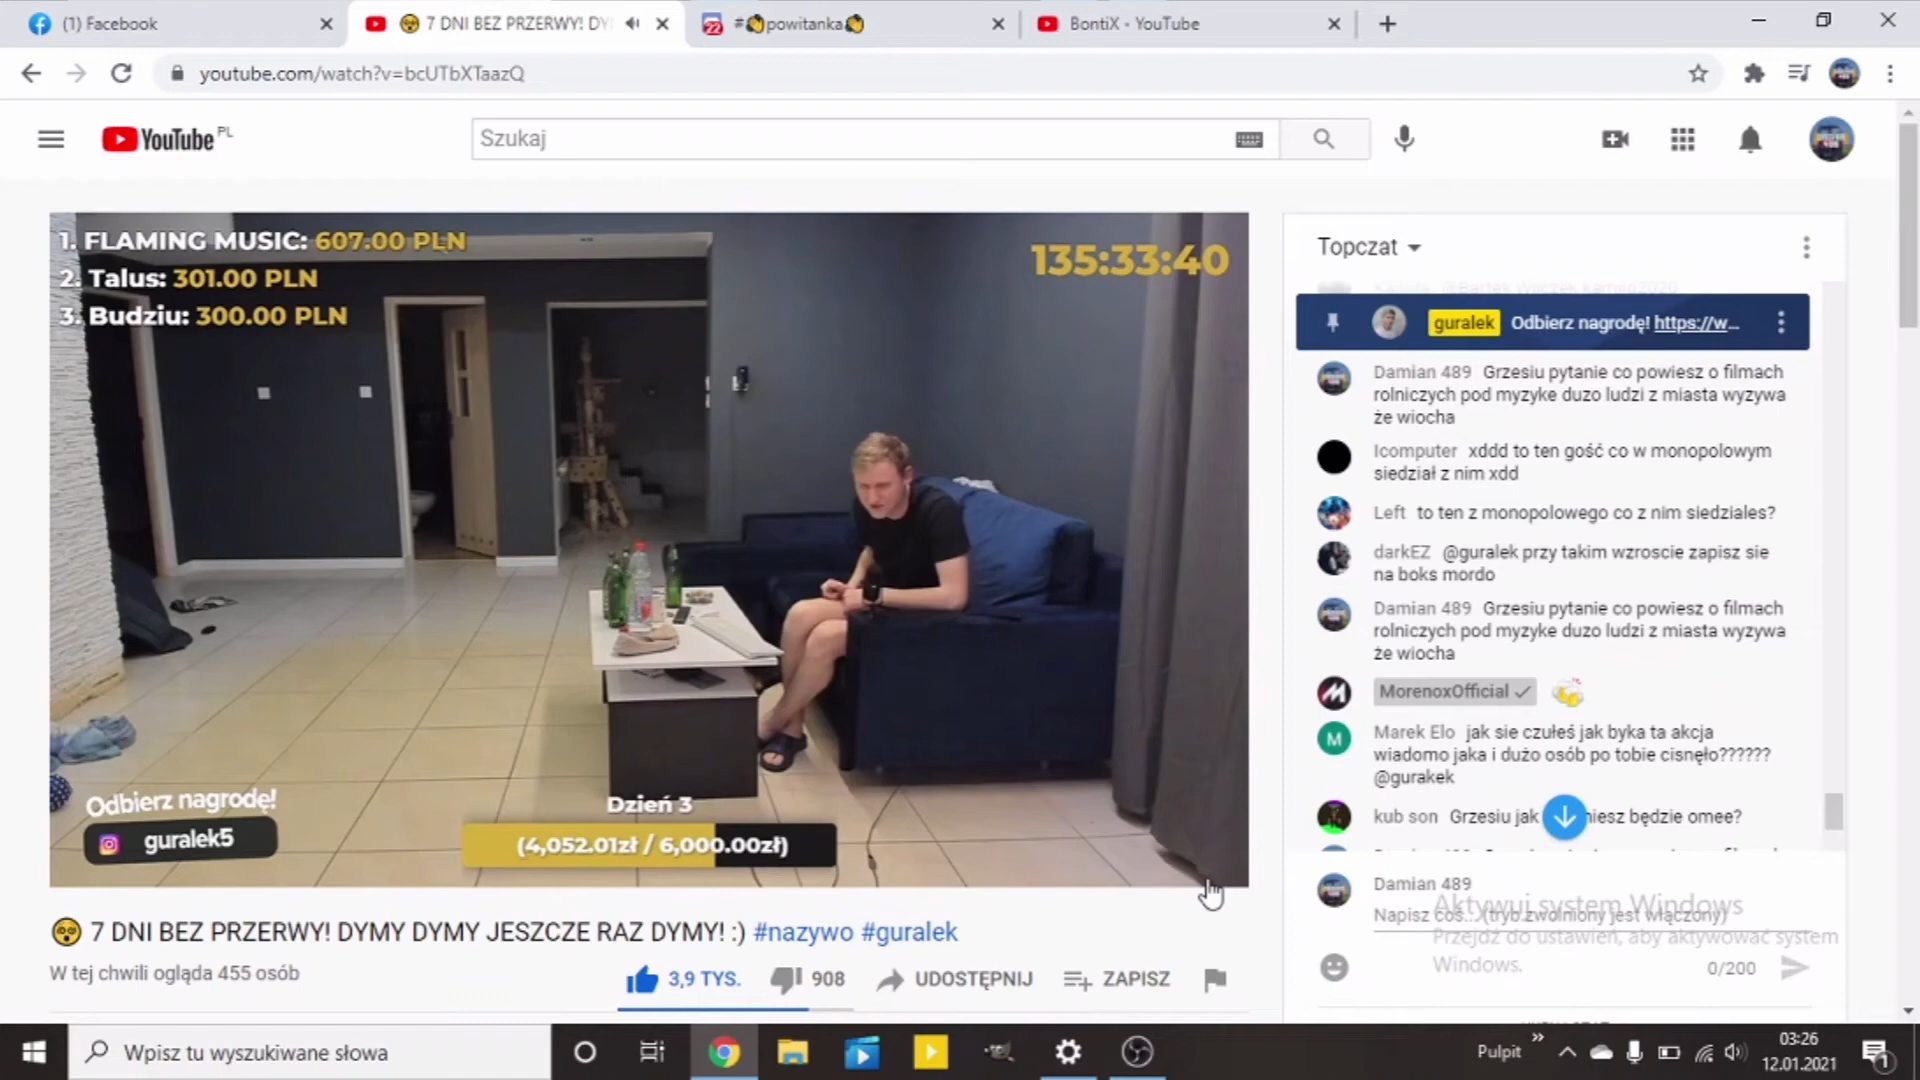 (1) Facebook
7 DNI BEZ PRZERWY! DY
#powitanka
BontiX - YouTube
youtube.com/watch?v=bcUTbXTaazQ
YouTube PL
Szukaj
1. FLAMING MUSIC: 607.00 PLN
2. Talus: 301.00 PLN
3. Budziu: 300.00 PLN
135:33:40
Odbierz nagrodę!
guralek5
Dzień 3
(4,052.01zł / 6,000.00zł)
7 DNI BEZ PRZERWY! DYMY DYMY JESZCZE RAZ DYMY! :) #nazywo #guralek
W tej chwili ogląda 455 osób
3,9 TYS.
908
UDOSTĘPNIJ
ZAPISZ
Topczat
guralek Odbierz nagrodę! https://w...
Damian 489 Grzesiu pytanie co powiesz o filmach
rolniczych pod myzyke duzo ludzi z miasta wyzywa
że wiocha
Icomputer xddd to ten gość co w monopolowym
siedział z nim xdd
Left to ten z monopolowego co z nim siedziales?
darkEZ @guralek przy takim wzroscie zapisz sie
na boks mordo
Damian 489 Grzesiu pytanie co powiesz o filmach
rolniczych pod myzyke duzo ludzi z miasta wyzywa
że wiocha
MorenoxOfficial
M
Marek Elo jak sie czułeś jak byka ta akcja
wiadomo jaka i dużo osób po tobie cisnęło??????
@gurakek
kub son Grzesiu jak niesz będzie omee?
Damian 489
Napisz coś... (tryb zwolniony jest włączony)
0/200
Aktywuj system Windows
Przejdź do ustawień, aby aktywować system
Windows.
Wpisz tu wyszukiwane słowa
22
Pulpit
03:26
12.01.2021
1